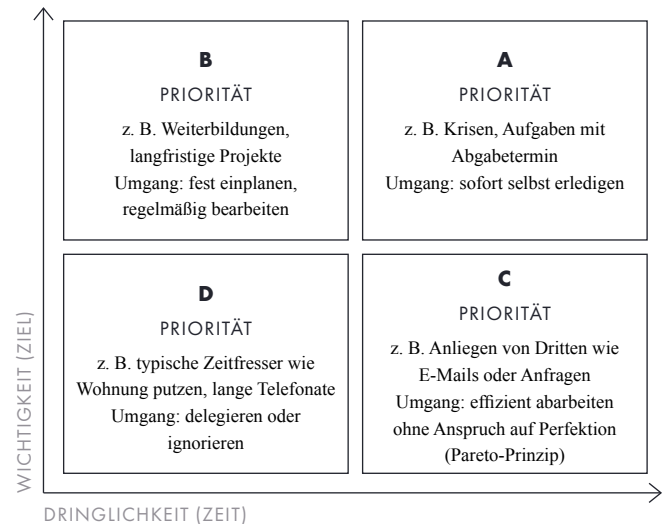 B
PRIORITÄT
z. B. Weiterbildungen,
langfristige Projekte
Umgang: fest einplanen,
regelmäßig bearbeiten
A
PRIORITÄT
z. B. Krisen, Aufgaben mit
Abgabetermin
Umgang: sofort selbst erledigen
D
PRIORITÄT
z. B. typische Zeitfresser wie
Wohnung putzen, lange Telefonate
Umgang: delegieren oder
ignorieren
C
PRIORITÄT
z. B. Anliegen von Dritten wie
E-Mails oder Anfragen
Umgang: effizient abarbeiten
ohne Anspruch auf Perfektion
(Pareto-Prinzip)
WICHTIGKEIT (ZIEL)
DRINGLICHKEIT (ZEIT)